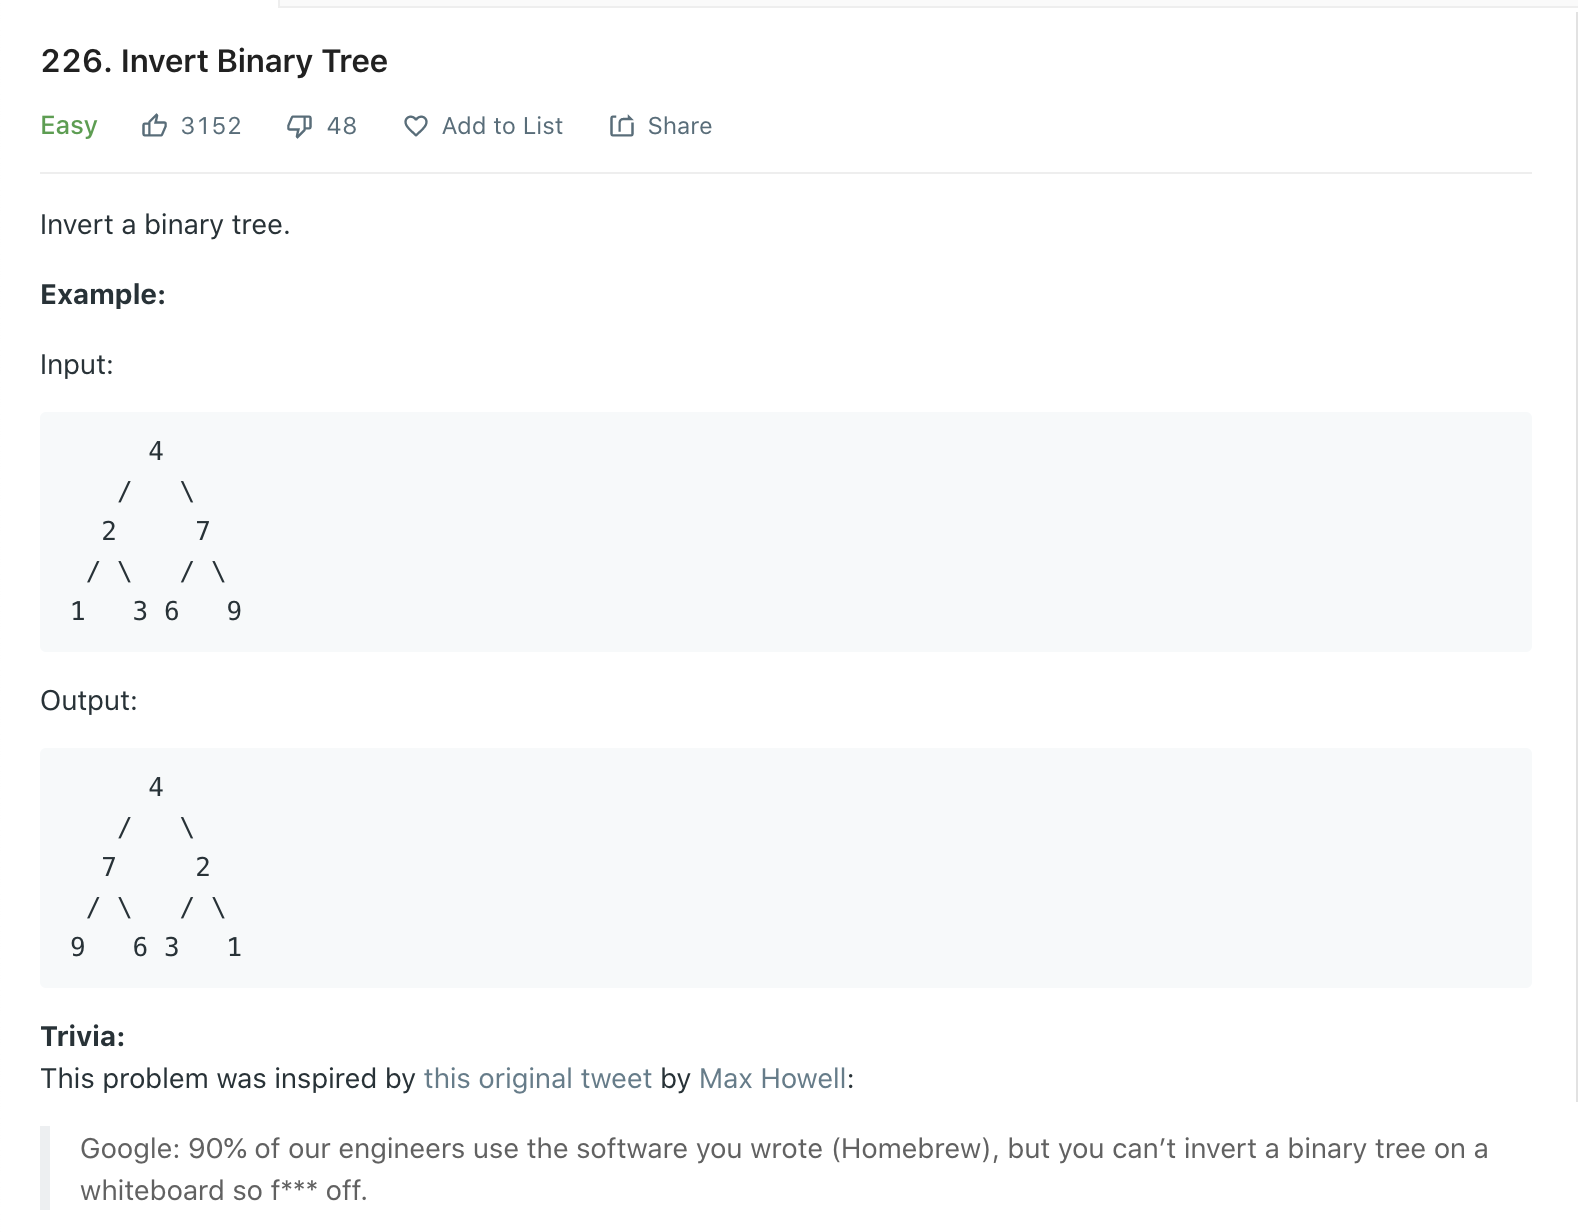 226. Invert Binary Tree
Easy 3152 48 Add to List Share
Invert a binary tree.
Example:
Input:
     4
   /   \
  2     7
 / \   / \
1   3 6   9
Output:
     4
   /   \
  7     2
 / \   / \
9   6 3   1
Trivia:
This problem was inspired by this original tweet by Max Howell:
Google: 90% of our engineers use the software you wrote (Homebrew), but you can’t invert a binary tree on a
whiteboard so f*** off.